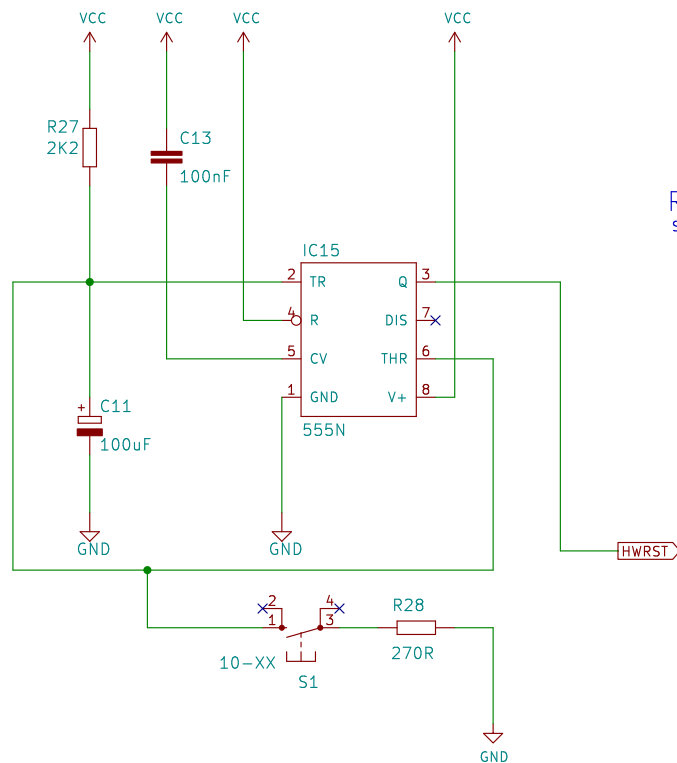 VCC VCC VCC VCC
R27
2K2
C13
100nF
IC15
2 TR Q 3
4 R DIS 7
5 CV THR 6
1 GND V+ 8
555N
+ C11
100uF
GND GND
HWRST
2 4
1 3
R28
270R
10-XX
S1
GND